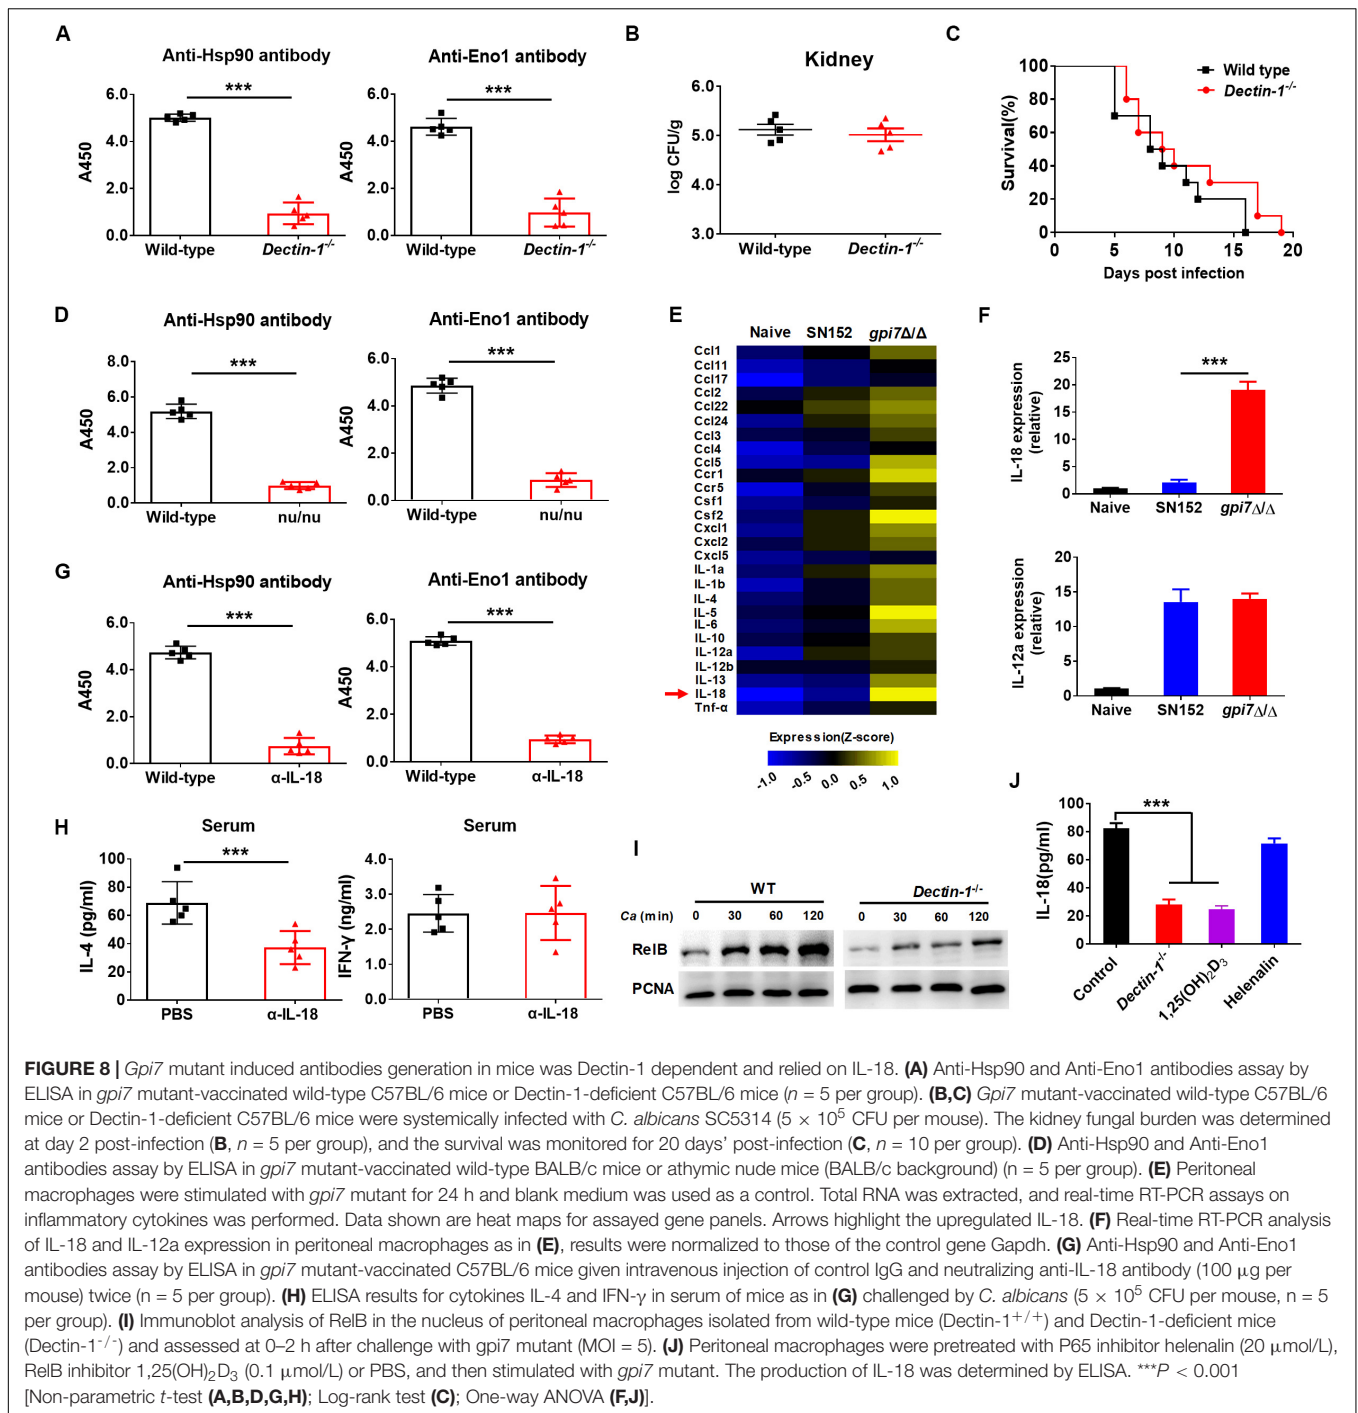 A
Anti-Hsp90 antibody
***
6.0
4.0
2.0
0.0
A450
Wild-type
Dectin-1-/-
Anti-Eno1 antibody
***
6.0
4.0
2.0
0.0
A450
Wild-type
Dectin-1-/-
B
Kidney
6.0
5.0
4.0
3.0
log CFU/g
Wild-type
Dectin-1-/-
C
Wild type
Dectin-1-/-
100
80
60
40
20
0
Survival(%)
0 5 10 15 20
Days post infection
D
Anti-Hsp90 antibody
***
8.0
6.0
4.0
2.0
0.0
A450
Wild-type
nu/nu
Anti-Eno1 antibody
***
6.0
4.0
2.0
0.0
A450
Wild-type
nu/nu
E
Naive SN152 gpi7Δ/Δ
Ccl1
Ccl11
Ccl17
Ccl2
Ccl22
Ccl24
Ccl3
Ccl4
Ccl5
Ccr1
Ccr5
Csf1
Csf2
Cxcl1
Cxcl2
Cxcl5
IL-1a
IL-1b
IL-4
IL-5
IL-6
IL-10
IL-12a
IL-12b
IL-13
IL-18
Tnf-α
Expression(Z-score)
-1.0 -0.5 0.0 0.5 1.0
F
***
25
20
15
10
5
0
IL-18 expression
(relative)
Naive SN152 gpi7Δ/Δ
20
15
10
5
0
IL-12a expression
(relative)
Naive SN152 gpi7Δ/Δ
G
Anti-Hsp90 antibody
***
6.0
4.0
2.0
0.0
A450
Wild-type
α-IL-18
Anti-Eno1 antibody
***
6.0
4.0
2.0
0.0
A450
Wild-type
α-IL-18
H
Serum
***
100
80
60
40
20
0
IL-4 (pg/ml)
PBS
α-IL-18
Serum
4.0
3.0
2.0
1.0
0.0
IFN-γ (ng/ml)
PBS
α-IL-18
I
WT
Dectin-1-/-
Ca (min) 0 30 60 120 0 30 60 120
RelB
PCNA
J
***
100
80
60
40
20
0
IL-18(pg/ml)
Control
Dectin-1-/-
1,25(OH)2D3
Helenalin
FIGURE 8 | Gpi7 mutant induced antibodies generation in mice was Dectin-1 dependent and relied on IL-18. (A) Anti-Hsp90 and Anti-Eno1 antibodies assay by
ELISA in gpi7 mutant-vaccinated wild-type C57BL/6 mice or Dectin-1-deficient C57BL/6 mice (n = 5 per group). (B,C) Gpi7 mutant-vaccinated wild-type C57BL/6
mice or Dectin-1-deficient C57BL/6 mice were systemically infected with C. albicans SC5314 (5 × 10⁵ CFU per mouse). The kidney fungal burden was determined
at day 2 post-infection (B, n = 5 per group), and the survival was monitored for 20 days' post-infection (C, n = 10 per group). (D) Anti-Hsp90 and Anti-Eno1
antibodies assay by ELISA in gpi7 mutant-vaccinated wild-type BALB/c mice or athymic nude mice (BALB/c background) (n = 5 per group). (E) Peritoneal
macrophages were stimulated with gpi7 mutant for 24 h and blank medium was used as a control. Total RNA was extracted, and real-time RT-PCR assays on
inflammatory cytokines was performed. Data shown are heat maps for assayed gene panels. Arrows highlight the upregulated IL-18. (F) Real-time RT-PCR analysis
of IL-18 and IL-12a expression in peritoneal macrophages as in (E), results were normalized to those of the control gene Gapdh. (G) Anti-Hsp90 and Anti-Eno1
antibodies assay by ELISA in gpi7 mutant-vaccinated C57BL/6 mice given intravenous injection of control IgG and neutralizing anti-IL-18 antibody (100 μg per
mouse) twice (n = 5 per group). (H) ELISA results for cytokines IL-4 and IFN-γ in serum of mice as in (G) challenged by C. albicans (5 × 10⁵ CFU per mouse, n = 5
per group). (I) Immunoblot analysis of RelB in the nucleus of peritoneal macrophages isolated from wild-type mice (Dectin-1+/+) and Dectin-1-deficient mice
(Dectin-1-/-) and assessed at 0–2 h after challenge with gpi7 mutant (MOI = 5). (J) Peritoneal macrophages were pretreated with P65 inhibitor helenalin (20 μmol/L),
RelB inhibitor 1,25(OH)2D3 (0.1 μmol/L) or PBS, and then stimulated with gpi7 mutant. The production of IL-18 was determined by ELISA. ***P < 0.001
[Non-parametric t-test (A,B,D,G,H); Log-rank test (C); One-way ANOVA (F,J)].